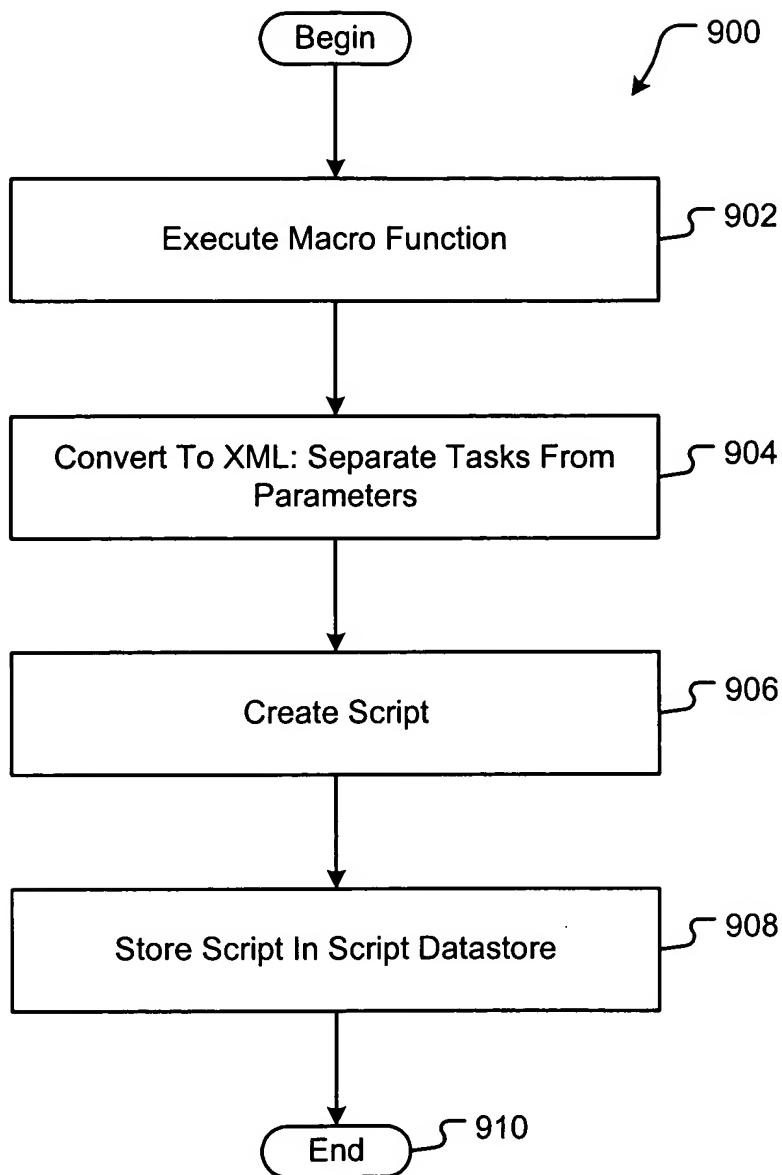 Begin
900
Execute Macro Function
902
Convert To XML: Separate Tasks From
Parameters
904
Create Script
906
Store Script In Script Datastore
908
End
910